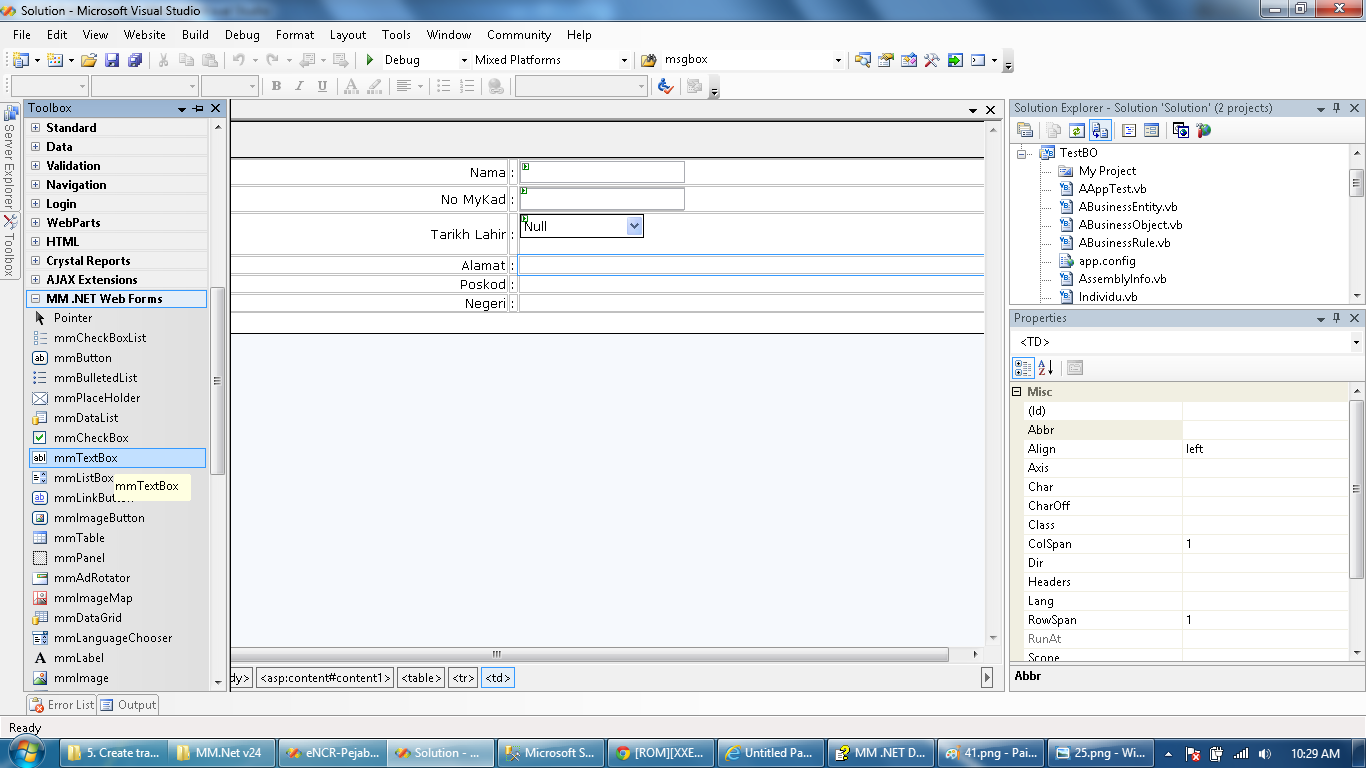 Solution - Microsoft Visual Studio
File Edit View Website Build Debug Format Layout Tools Window Community Help
Debug Mixed Platforms msgbox
B I U A
Toolbox
Server Explorer
Toolbox
Standard
Data
Validation
Navigation
Login
WebParts
HTML
Crystal Reports
AJAX Extensions
MM .NET Web Forms
Pointer
mmCheckBoxList
mmButton
mmBulletedList
mmPlaceHolder
mmDataList
mmCheckBox
mmTextBox
mmListBox
mmTextBox
mmLinkButton
mmImageButton
mmTable
mmPanel
mmAdRotator
mmImageMap
mmDataGrid
mmLanguageChooser
mmLabel
mmImage
Nama :
No MyKad :
Tarikh Lahir : Null
Alamat :
Poskod :
Negeri :
dy> <asp:content#content1> <table> <tr> <td>
Solution Explorer - Solution 'Solution' (2 projects)
TestBO
My Project
AAppTest.vb
ABusinessEntity.vb
ABusinessObject.vb
ABusinessRule.vb
app.config
AssemblyInfo.vb
Individu.vb
Properties
<TD>
Misc
(Id)
Abbr
Align left
Axis
Char
CharOff
Class
ColSpan 1
Dir
Headers
Lang
RowSpan 1
RunAt
Scope
Abbr
Error List Output
Ready
5. Create tra... MM.Net v24 eNCR-Pejab... Solution - ... Microsoft S... [ROM][XXE... Untitled Pa... MM .NET D... 41.png - Pai... 25.png - Wi... 10:29 AM